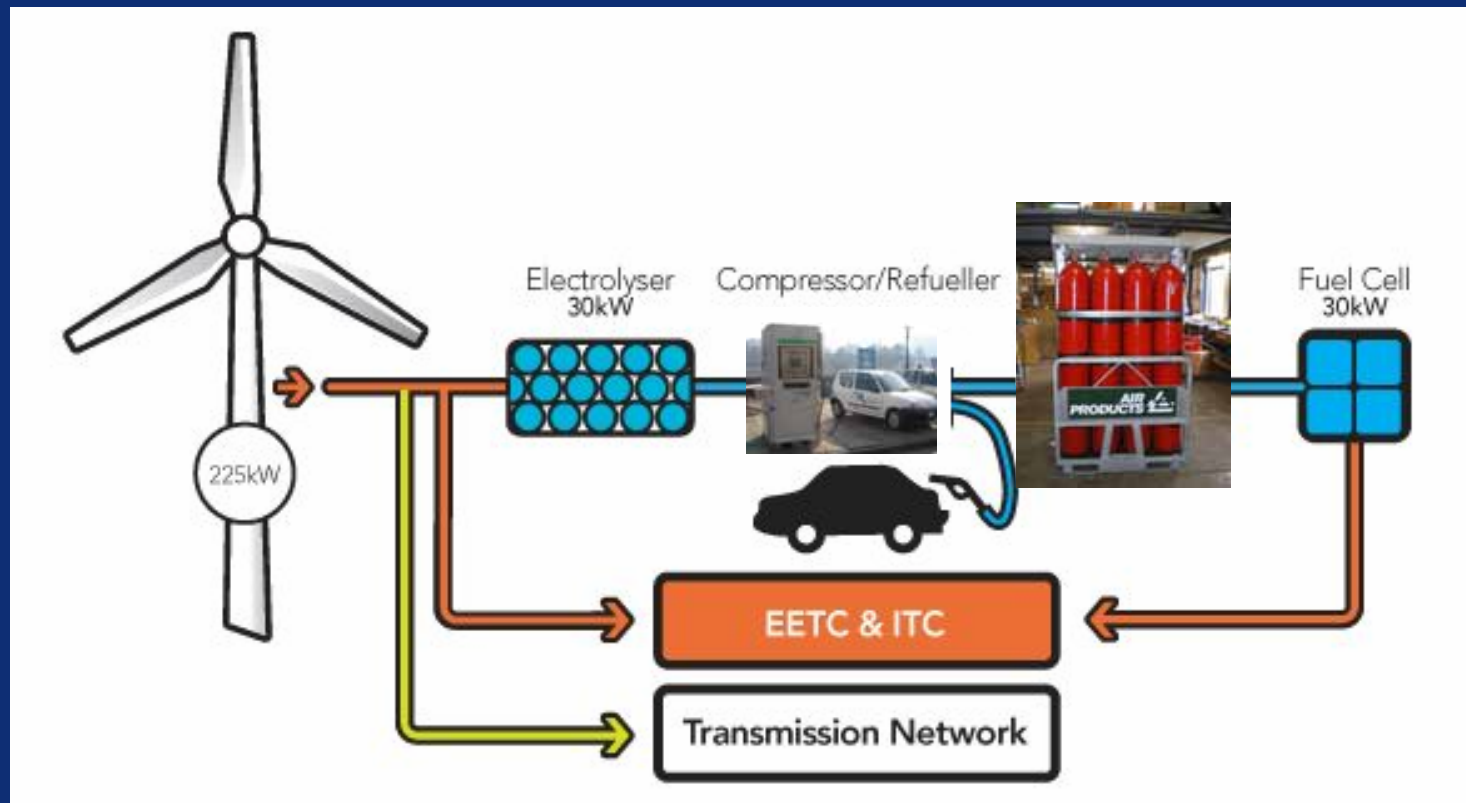 Electrolyser
30kW
Compressor/Refueller
Fuel Cell
30kW
AIR
PRODUCTS
225kW
EETC & ITC
Transmission Network